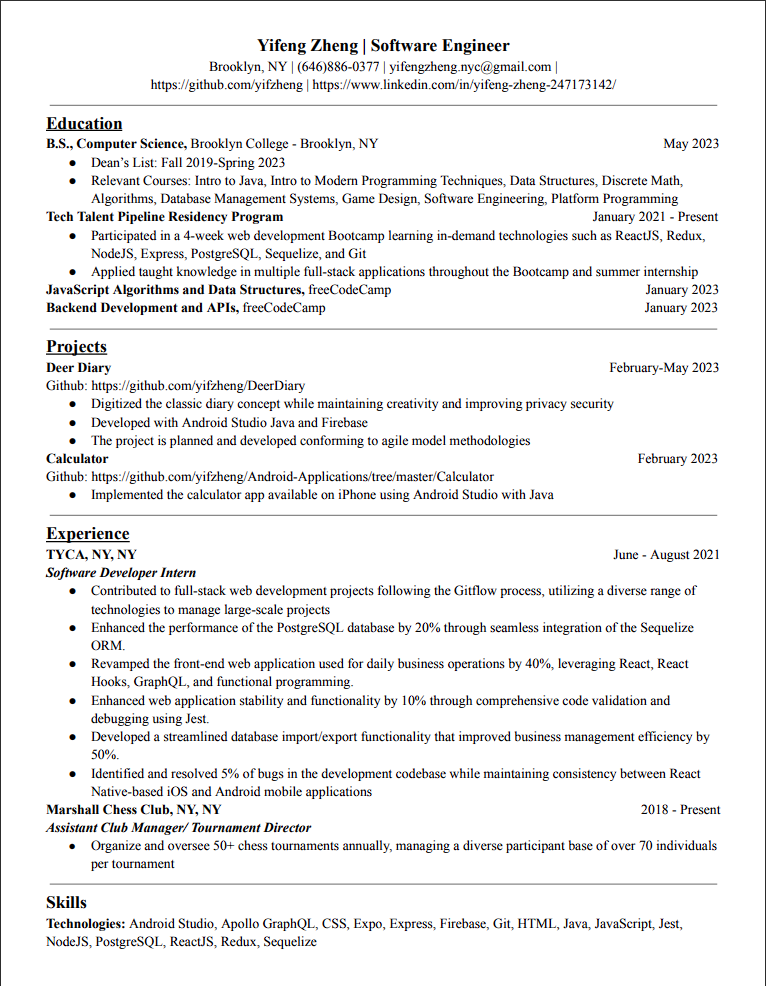 Yifeng Zheng | Software Engineer
Brooklyn, NY | (646)886-0377 | yifengzheng.nyc@gmail.com |
https://github.com/yifzheng | https://www.linkedin.com/in/yifeng-zheng-247173142/
Education
B.S., Computer Science, Brooklyn College - Brooklyn, NY May 2023
● Dean’s List: Fall 2019-Spring 2023
● Relevant Courses: Intro to Java, Intro to Modern Programming Techniques, Data Structures, Discrete Math,
Algorithms, Database Management Systems, Game Design, Software Engineering, Platform Programming
Tech Talent Pipeline Residency Program January 2021 - Present
● Participated in a 4-week web development Bootcamp learning in-demand technologies such as ReactJS, Redux,
NodeJS, Express, PostgreSQL, Sequelize, and Git
● Applied taught knowledge in multiple full-stack applications throughout the Bootcamp and summer internship
JavaScript Algorithms and Data Structures, freeCodeCamp January 2023
Backend Development and APIs, freeCodeCamp January 2023
Projects
Deer Diary February-May 2023
Github: https://github.com/yifzheng/DeerDiary
● Digitized the classic diary concept while maintaining creativity and improving privacy security
● Developed with Android Studio Java and Firebase
● The project is planned and developed conforming to agile model methodologies
Calculator February 2023
Github: https://github.com/yifzheng/Android-Applications/tree/master/Calculator
● Implemented the calculator app available on iPhone using Android Studio with Java
Experience
TYCA, NY, NY June - August 2021
Software Developer Intern
● Contributed to full-stack web development projects following the Gitflow process, utilizing a diverse range of
technologies to manage large-scale projects
● Enhanced the performance of the PostgreSQL database by 20% through seamless integration of the Sequelize
ORM.
● Revamped the front-end web application used for daily business operations by 40%, leveraging React, React
Hooks, GraphQL, and functional programming.
● Enhanced web application stability and functionality by 10% through comprehensive code validation and
debugging using Jest.
● Developed a streamlined database import/export functionality that improved business management efficiency by
50%.
● Identified and resolved 5% of bugs in the development codebase while maintaining consistency between React
Native-based iOS and Android mobile applications
Marshall Chess Club, NY, NY 2018 - Present
Assistant Club Manager/ Tournament Director
● Organize and oversee 50+ chess tournaments annually, managing a diverse participant base of over 70 individuals
per tournament
Skills
Technologies: Android Studio, Apollo GraphQL, CSS, Expo, Express, Firebase, Git, HTML, Java, JavaScript, Jest,
NodeJS, PostgreSQL, ReactJS, Redux, Sequelize